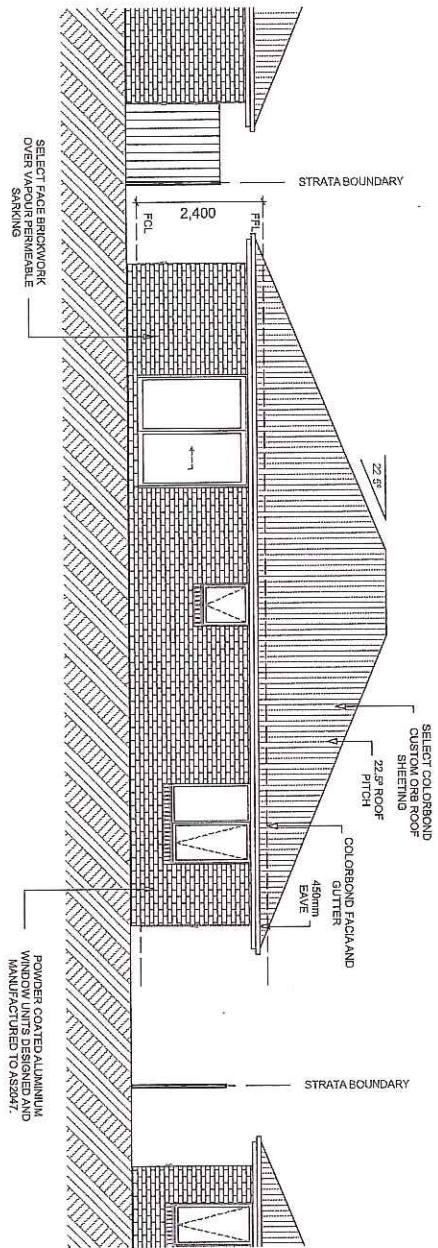 STRATA BOUNDARY
2,400
FFL
FCL
SELECT FACE BRICKWORK
OVER VAPOUR PERMEABLE
SARKING
22.5°
SELECT COLORBOND
CUSTOM ORB ROOF
SHEETING
22.5° ROOF
PITCH
COLORBOND FACIA AND
GUTTER
450mm
EAVE
POWDER COATED ALUMINIUM
WINDOW UNITS DESIGNED AND
MANUFACTURED TO AS2047.
STRATA BOUNDARY